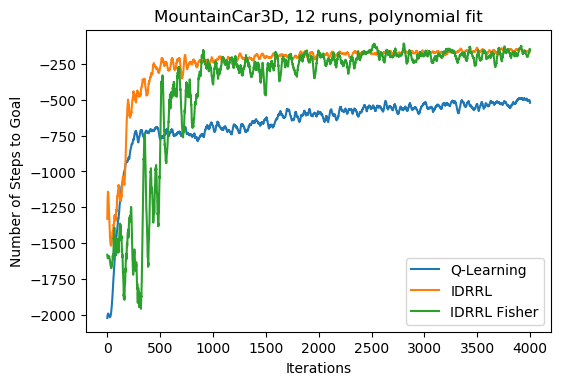 MountainCar3D, 12 runs, polynomial fit
Number of Steps to Goal
−250
−500
−750
−1000
−1250
−1500
−1750
−2000
Q-Learning
IDRRL
IDRRL Fisher
0 500 1000 1500 2000 2500 3000 3500 4000
Iterations